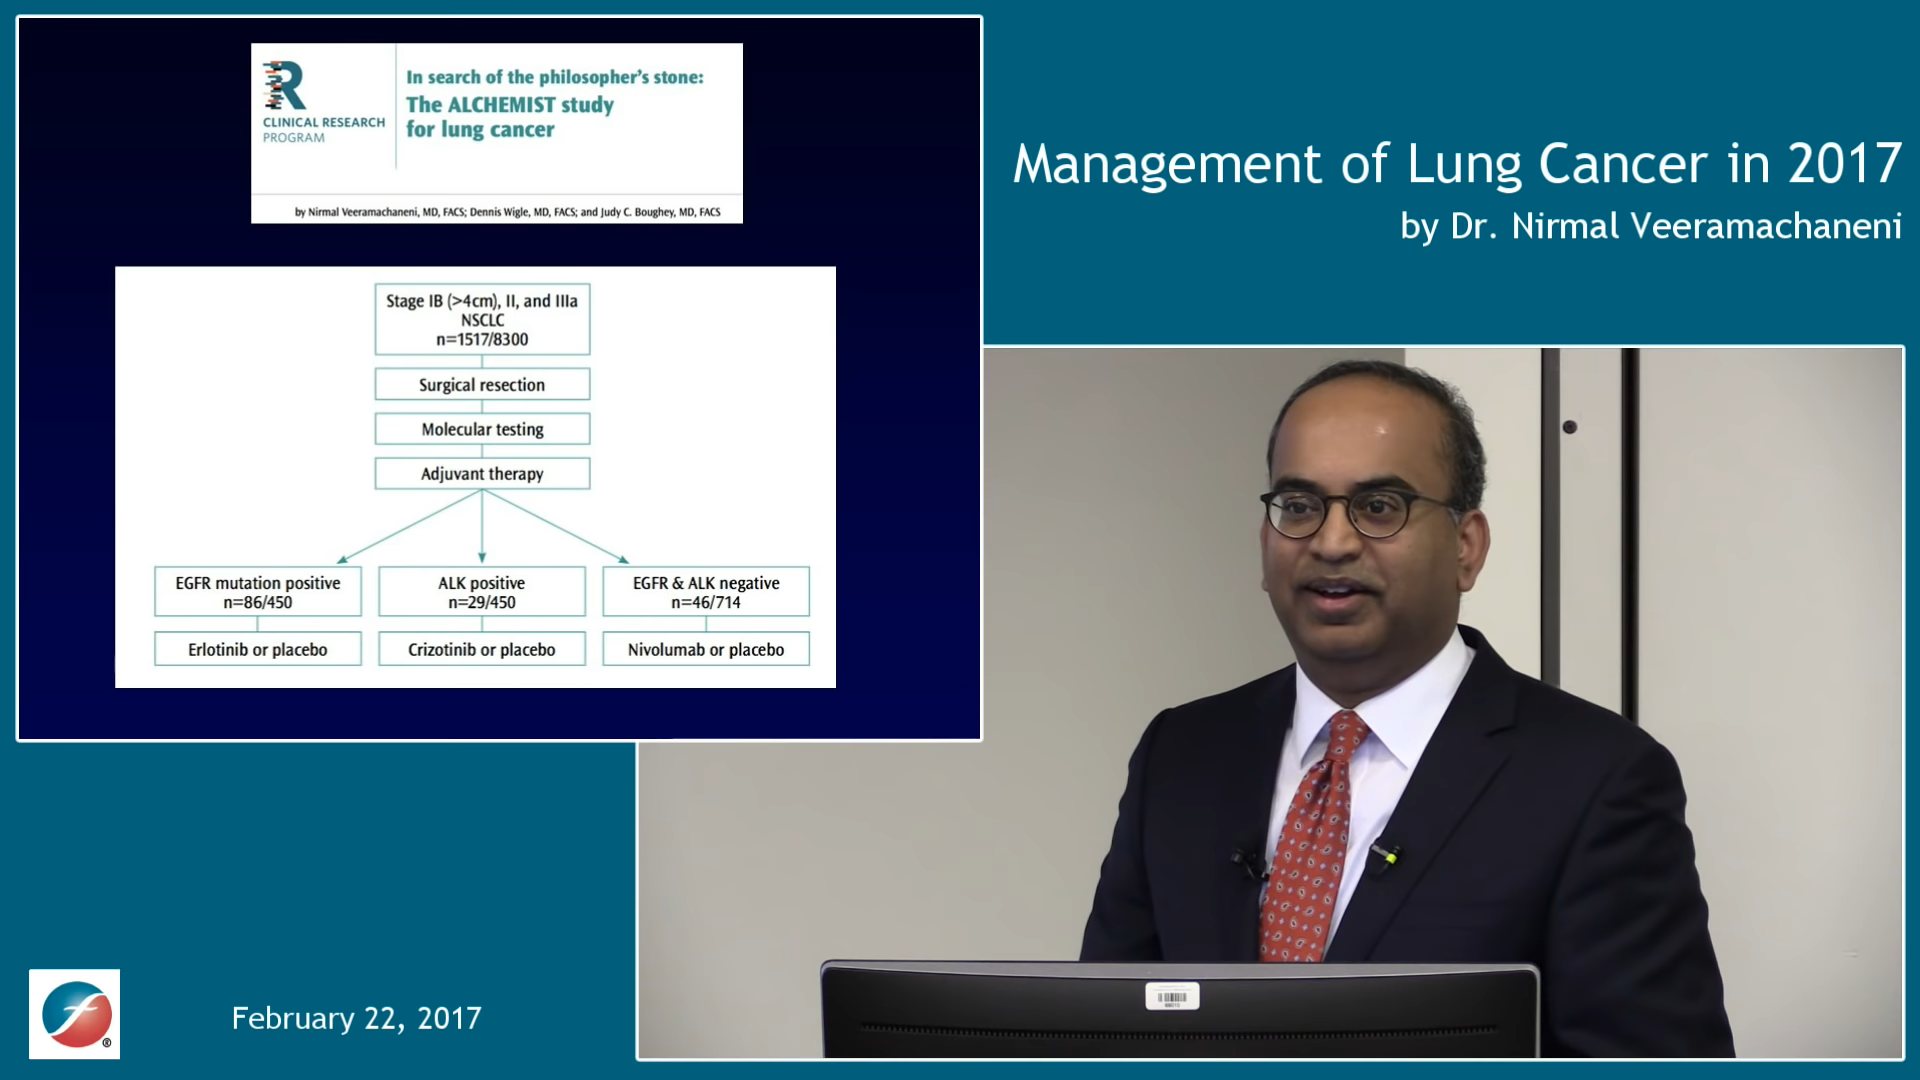 R
CLINICAL RESEARCH
PROGRAM
In search of the philosopher's stone:
The ALCHEMIST study
for lung cancer
by Nirmal Veeramachaneni, MD, FACS; Dennis Wigle, MD, FACS; and Judy C. Boughey, MD, FACS
Stage IB (>4cm), II, and IIIa
NSCLC
n=1517/8300
Surgical resection
Molecular testing
Adjuvant therapy
EGFR mutation positive
n=86/450
ALK positive
n=29/450
EGFR & ALK negative
n=46/714
Erlotinib or placebo
Crizotinib or placebo
Nivolumab or placebo
Management of Lung Cancer in 2017
by Dr. Nirmal Veeramachaneni
f
®
February 22, 2017